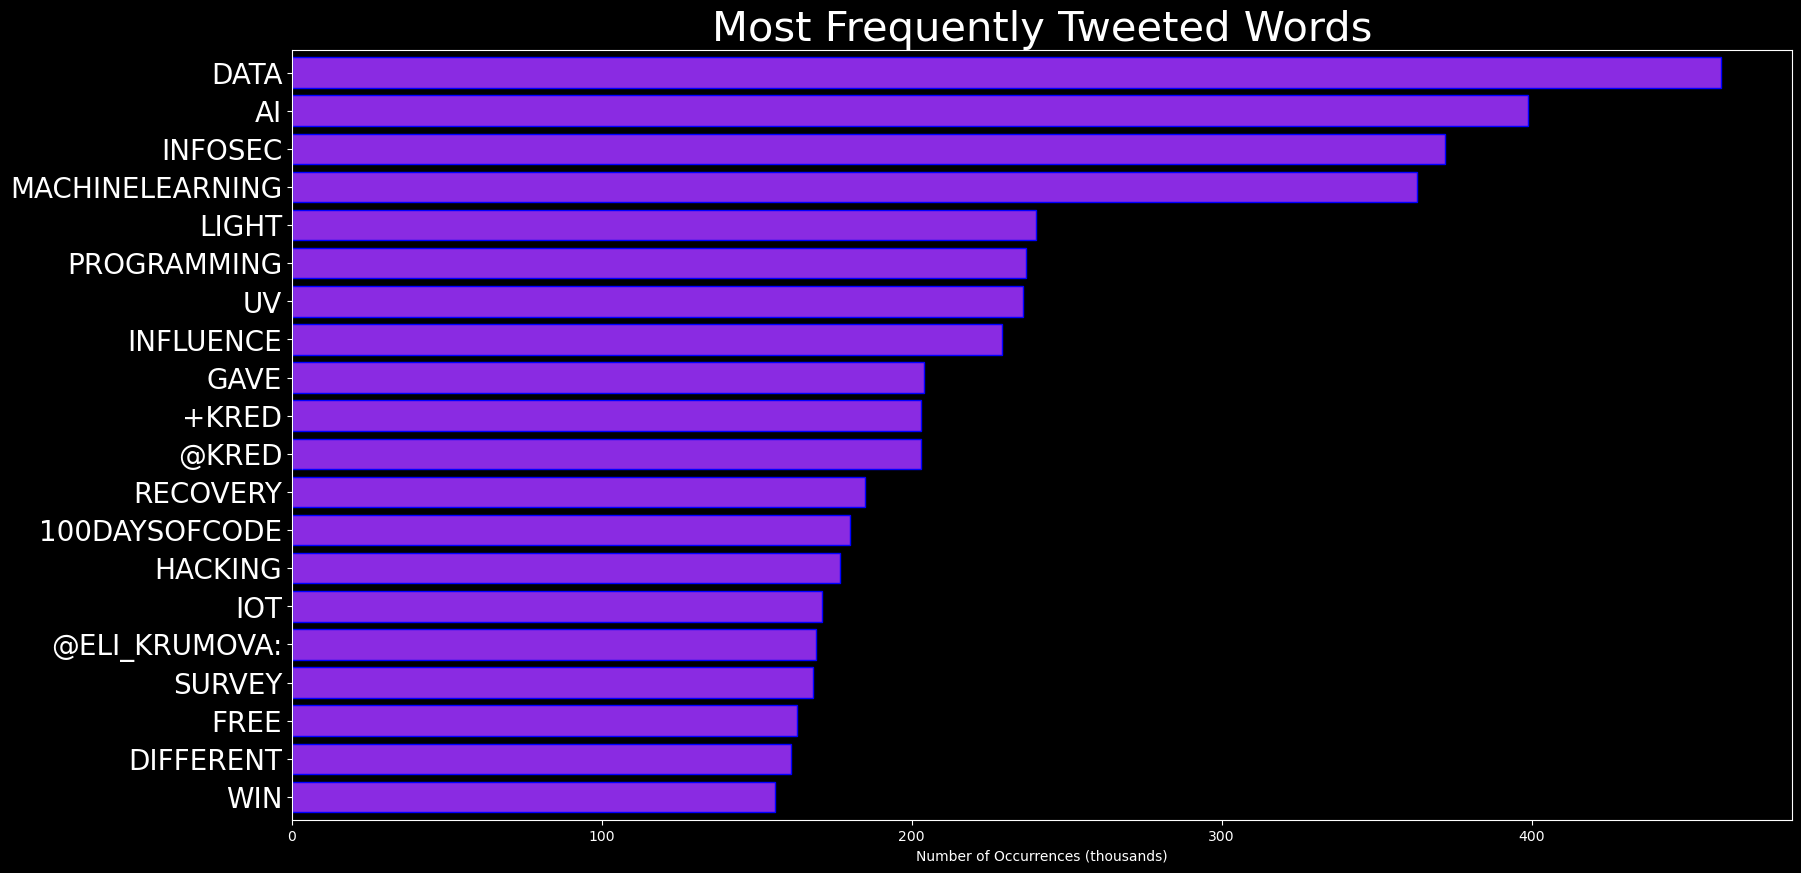 Most Frequently Tweeted Words
DATA
AI
INFOSEC
MACHINELEARNING
LIGHT
PROGRAMMING
UV
INFLUENCE
GAVE
+KRED
@KRED
RECOVERY
100DAYSOFCODE
HACKING
IOT
@ELI_KRUMOVA:
SURVEY
FREE
DIFFERENT
WIN
0 100 200 300 400
Number of Occurrences (thousands)